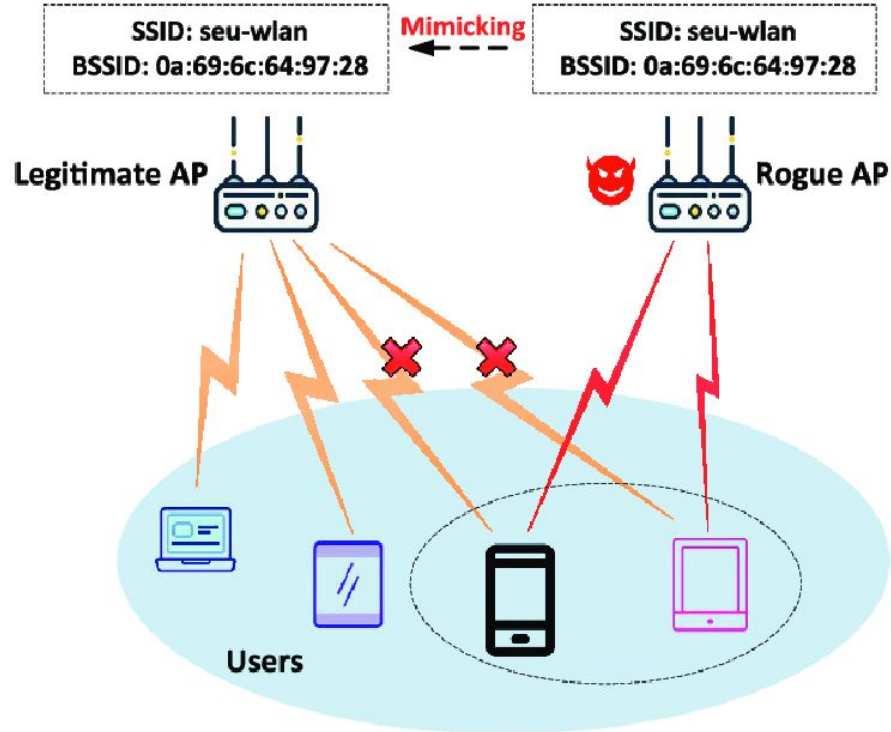 SSID: seu-wlan
BSSID: 0a:69:6c:64:97:28
Mimicking
SSID: seu-wlan
BSSID: 0a:69:6c:64:97:28
Legitimate AP
Rogue AP
Users